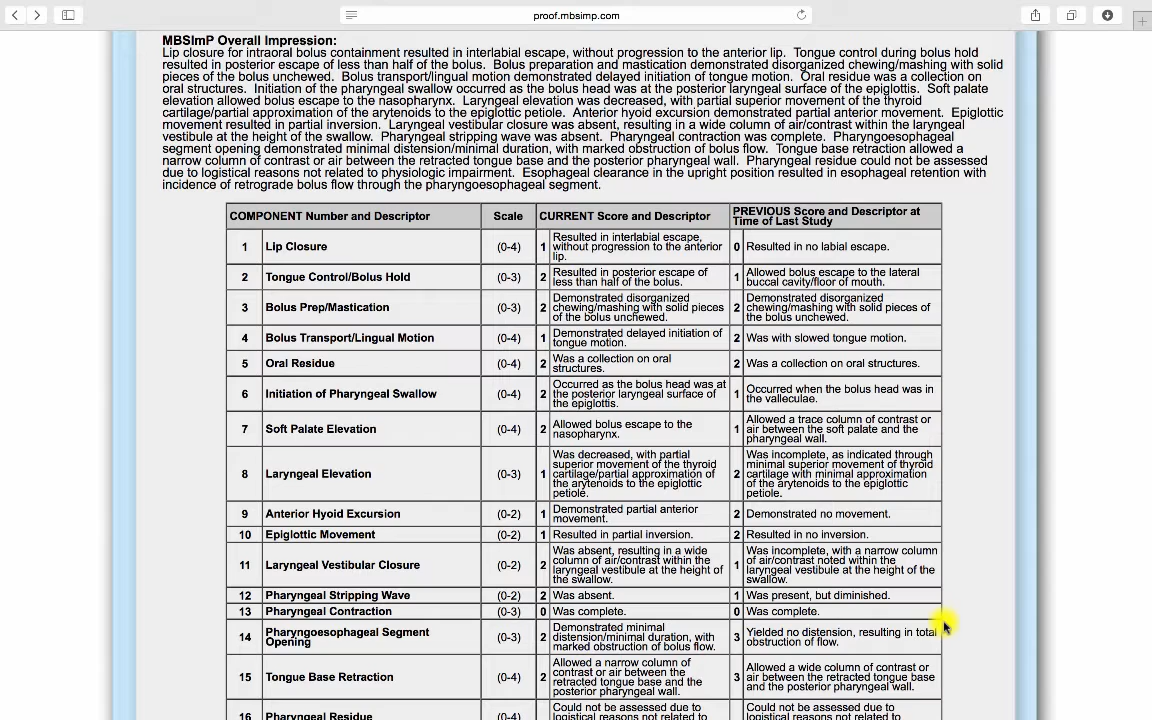 proof.mbsimp.com
MBSImP Overall Impression:
Lip closure for intraoral bolus containment resulted in interlabial escape, without progression to the anterior lip. Tongue control during bolus hold
resulted in posterior escape of less than half of the bolus. Bolus preparation and mastication demonstrated disorganized chewing/mashing with solid
pieces of the bolus unchewed. Bolus transport/lingual motion demonstrated delayed initiation of tongue motion. Oral residue was a collection on
oral structures. Initiation of the pharyngeal swallow occurred as the bolus head was at the posterior laryngeal surface of the epiglottis. Soft palate
elevation allowed bolus escape to the nasopharynx. Laryngeal elevation was decreased, with partial superior movement of the thyroid
cartilage/partial approximation of the arytenoids to the epiglottic petiole. Anterior hyoid excursion demonstrated partial anterior movement. Epiglottic
movement resulted in partial inversion. Laryngeal vestibular closure was absent, resulting in a wide column of air/contrast within the laryngeal
vestibule at the height of the swallow. Pharyngeal stripping wave was absent. Pharyngeal contraction was complete. Pharyngoesophageal
segment opening demonstrated minimal distension/minimal duration, with marked obstruction of bolus flow. Tongue base retraction allowed a
narrow column of contrast or air between the retracted tongue base and the posterior pharyngeal wall. Pharyngeal residue could not be assessed
due to logistical reasons not related to physiologic impairment. Esophageal clearance in the upright position resulted in esophageal retention with
incidence of retrograde bolus flow through the pharyngoesophageal segment.
COMPONENT Number and Descriptor Scale CURRENT Score and Descriptor PREVIOUS Score and Descriptor at
Time of Last Study
1 Lip Closure (0-4) 1 Resulted in interlabial escape,
without progression to the anterior
lip.
0 Resulted in no labial escape.
2 Tongue Control/Bolus Hold (0-3) 2 Resulted in posterior escape of
less than half of the bolus.
1 Allowed bolus escape to the lateral
buccal cavity/floor of mouth.
3 Bolus Prep/Mastication (0-3) 2 Demonstrated disorganized
chewing/mashing with solid pieces
of the bolus unchewed.
2 Demonstrated disorganized
chewing/mashing with solid pieces of
the bolus unchewed.
4 Bolus Transport/Lingual Motion (0-4) 1 Demonstrated delayed initiation of
tongue motion.
2 Was with slowed tongue motion.
5 Oral Residue (0-4) 2 Was a collection on oral
structures.
2 Was a collection on oral structures.
6 Initiation of Pharyngeal Swallow (0-4) 2 Occurred as the bolus head was at
the posterior laryngeal surface of
the epiglottis.
1 Occurred when the bolus head was in
the valleculae.
7 Soft Palate Elevation (0-4) 2 Allowed bolus escape to the
nasopharynx.
1 Allowed a trace column of contrast or
air between the soft palate and the
pharyngeal wall.
8 Laryngeal Elevation (0-3) 1 Was decreased, with partial
superior movement of the thyroid
cartilage/partial approximation of
the arytenoids to the epiglottic
petiole.
2 Was incomplete, as indicated through
minimal superior movement of thyroid
cartilage with minimal approximation
of the arytenoids to the epiglottic
petiole.
9 Anterior Hyoid Excursion (0-2) 1 Demonstrated partial anterior
movement.
2 Demonstrated no movement.
10 Epiglottic Movement (0-2) 1 Resulted in partial inversion. 2 Resulted in no inversion.
11 Laryngeal Vestibular Closure (0-2) 2 Was absent, resulting in a wide
column of air/contrast within the
laryngeal vestibule at the height of
the swallow.
1 Was incomplete, with a narrow column
of air/contrast noted within the
laryngeal vestibule at the height of the
swallow.
12 Pharyngeal Stripping Wave (0-2) 2 Was absent. 1 Was present, but diminished.
13 Pharyngeal Contraction (0-3) 0 Was complete. 0 Was complete.
14 Pharyngoesophageal Segment
Opening (0-3) 2 Demonstrated minimal
distension/minimal duration, with
marked obstruction of bolus flow.
3 Yielded no distension, resulting in total
obstruction of flow.
15 Tongue Base Retraction (0-4) 2 Allowed a narrow column of
contrast or air between the
retracted tongue base and the
posterior pharyngeal wall.
3 Allowed a wide column of contrast or
air between the retracted tongue base
and the posterior pharyngeal wall.
16 Pharyngeal Residue (0-4) Could not be assessed due to
logistical reasons not related to
Could not be assessed due to
logistical reasons not related to